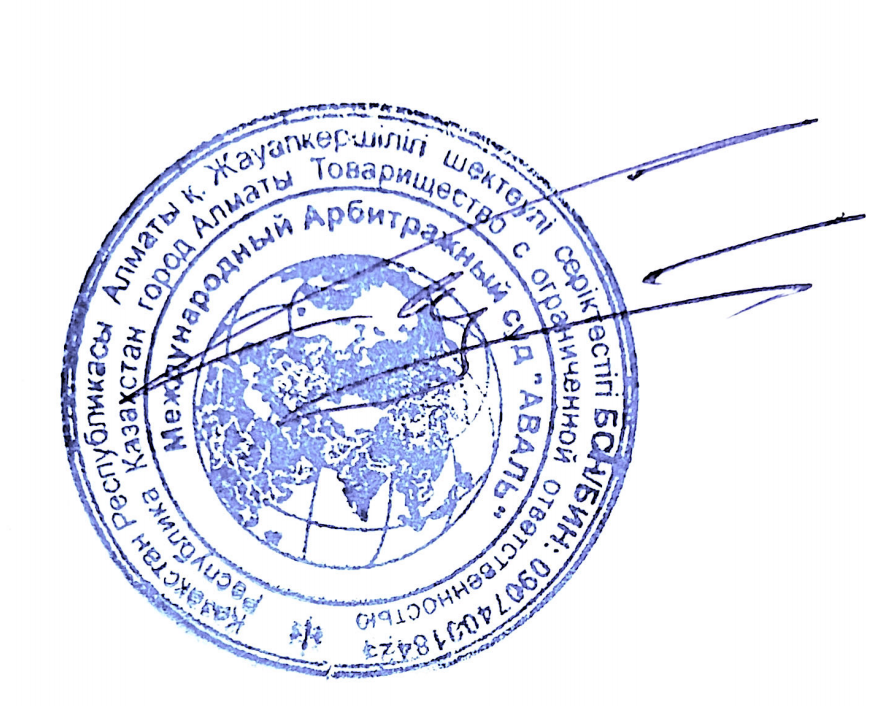 Қазақстан Республикасы Алматы қ. Жауапкершілігі шектеулі серіктестігі БСН/БИН:
Республика Казахстан город Алматы Товарищество с ограниченной ответственностью
Международный Арбитражный суд "АВАЛЬ"